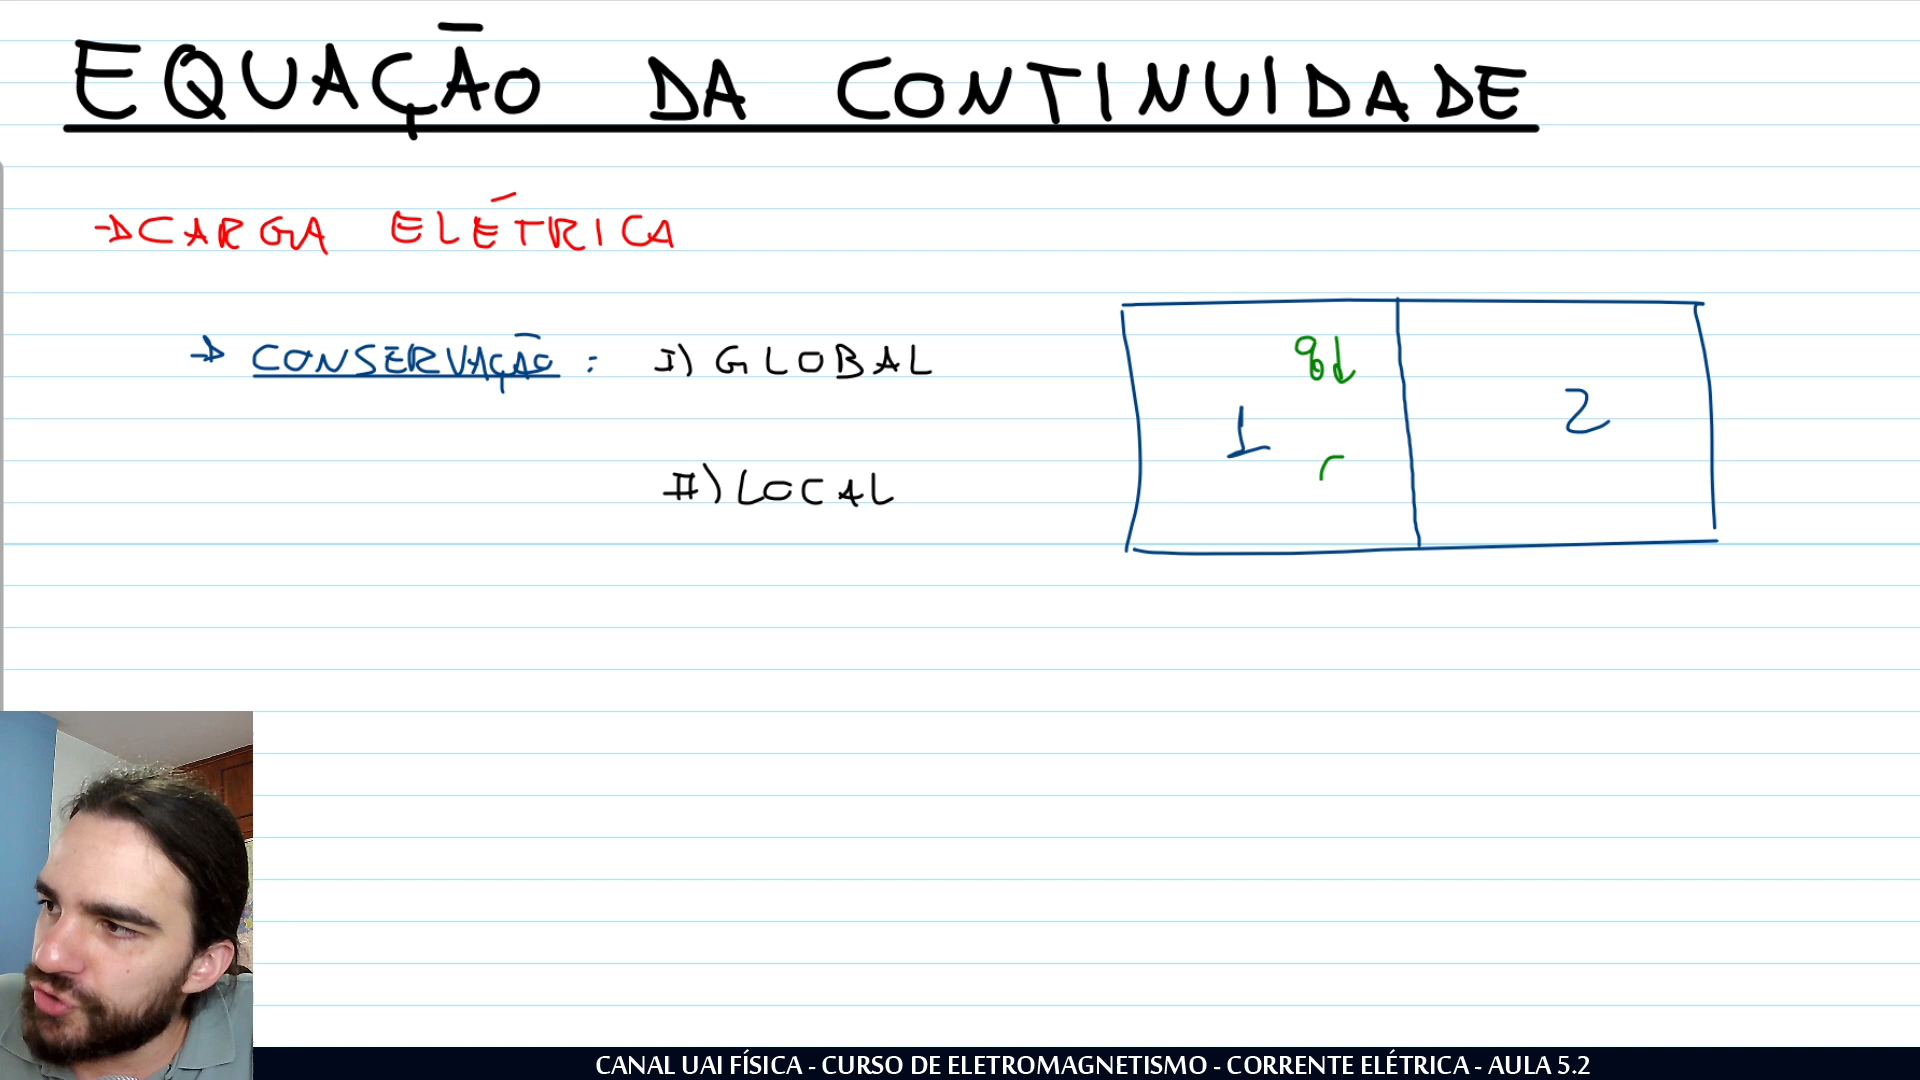 EQUAÇÃO DA CONTINUIDADE
→ CARGA ELÉTRICA
→ CONSERVAÇÃO: I) GLOBAL
II) LOCAL
1 2
CANAL UAI FÍSICA - CURSO DE ELETROMAGNETISMO - CORRENTE ELÉTRICA - AULA 5.2